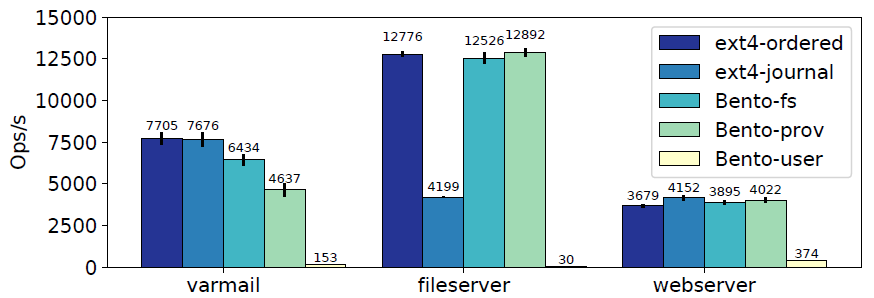 Ops/s
15000
12500
10000
7500
5000
2500
0
7705
7676
6434
4637
153
12776
4199
12526
12892
30
3679
4152
3895
4022
374
varmail
fileserver
webserver
ext4-ordered
ext4-journal
Bento-fs
Bento-prov
Bento-user